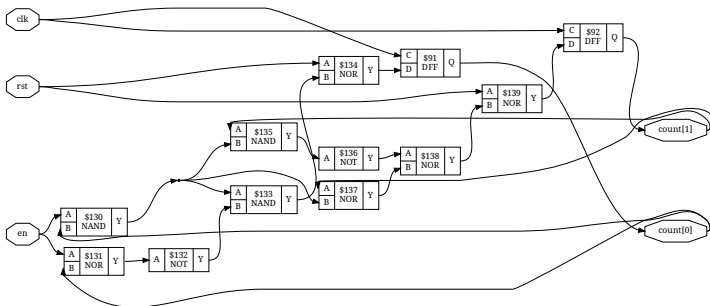 clk
C $92 Q
D DFF
C $91 Q
D DFF
A $134 Y
B NOR
rst
A $139 Y
B NOR
count[1]
A $135 Y
B NAND
A $136 Y
NOT
A $138 Y
B NOR
A $133 Y
B NAND
A $137 Y
B NOR
A $130 Y
B NAND
en
count[0]
A $131 Y
B NOR
A $132 Y
NOT